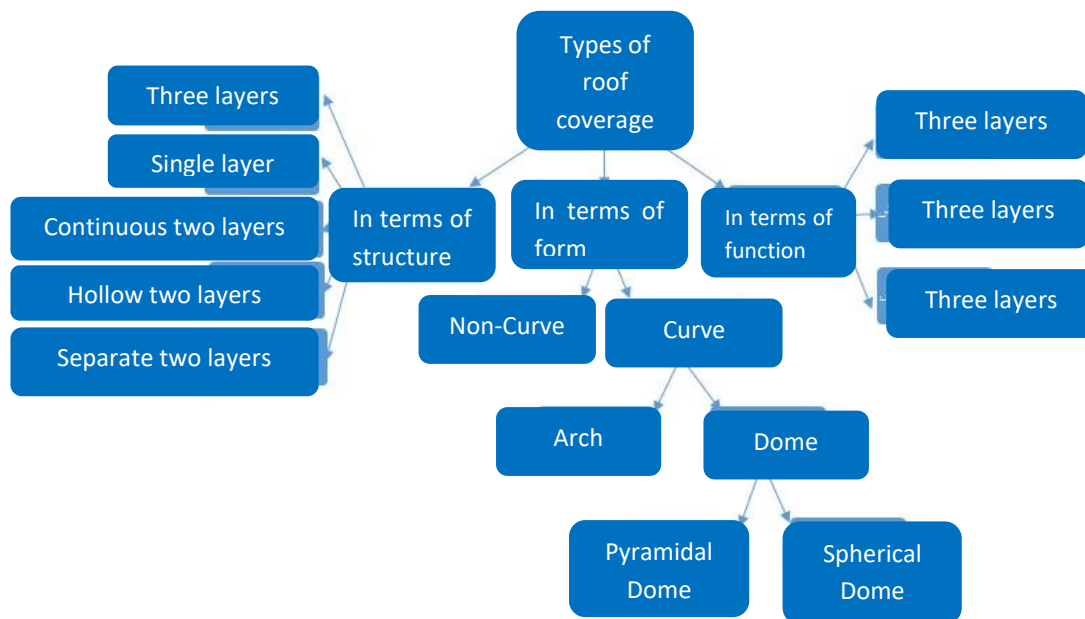 Types of
roof
coverage
Three layers
Single layer
Continuous two layers
Hollow two layers
Separate two layers
In terms of
structure
In terms of
form
In terms of
function
Three layers
Three layers
Three layers
Non-Curve
Curve
Arch
Dome
Pyramidal
Dome
Spherical
Dome